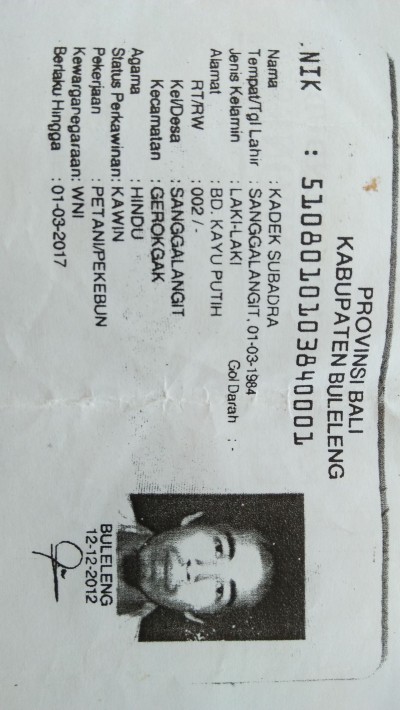 PROVINSI BALI
KABUPATEN BULELENG
NIK : 5108010103840001
Nama : KADEK SUBADRA
Tempat/Tgl Lahir : SANGGALANGIT, 01-03-1984
Jenis Kelamin : LAKI-LAKI Gol Darah : -
Alamat : BD. KAYU PUTIH
RT/RW : 002 / -
Kel/Desa : SANGGALANGIT
Kecamatan : GEROKGAK
Agama : HINDU
Status Perkawinan : KAWIN
Pekerjaan : PETANI/PEKEBUN
Kewarganegaraan : WNI
Berlaku Hingga : 01-03-2017
BULELENG
12-12-2012